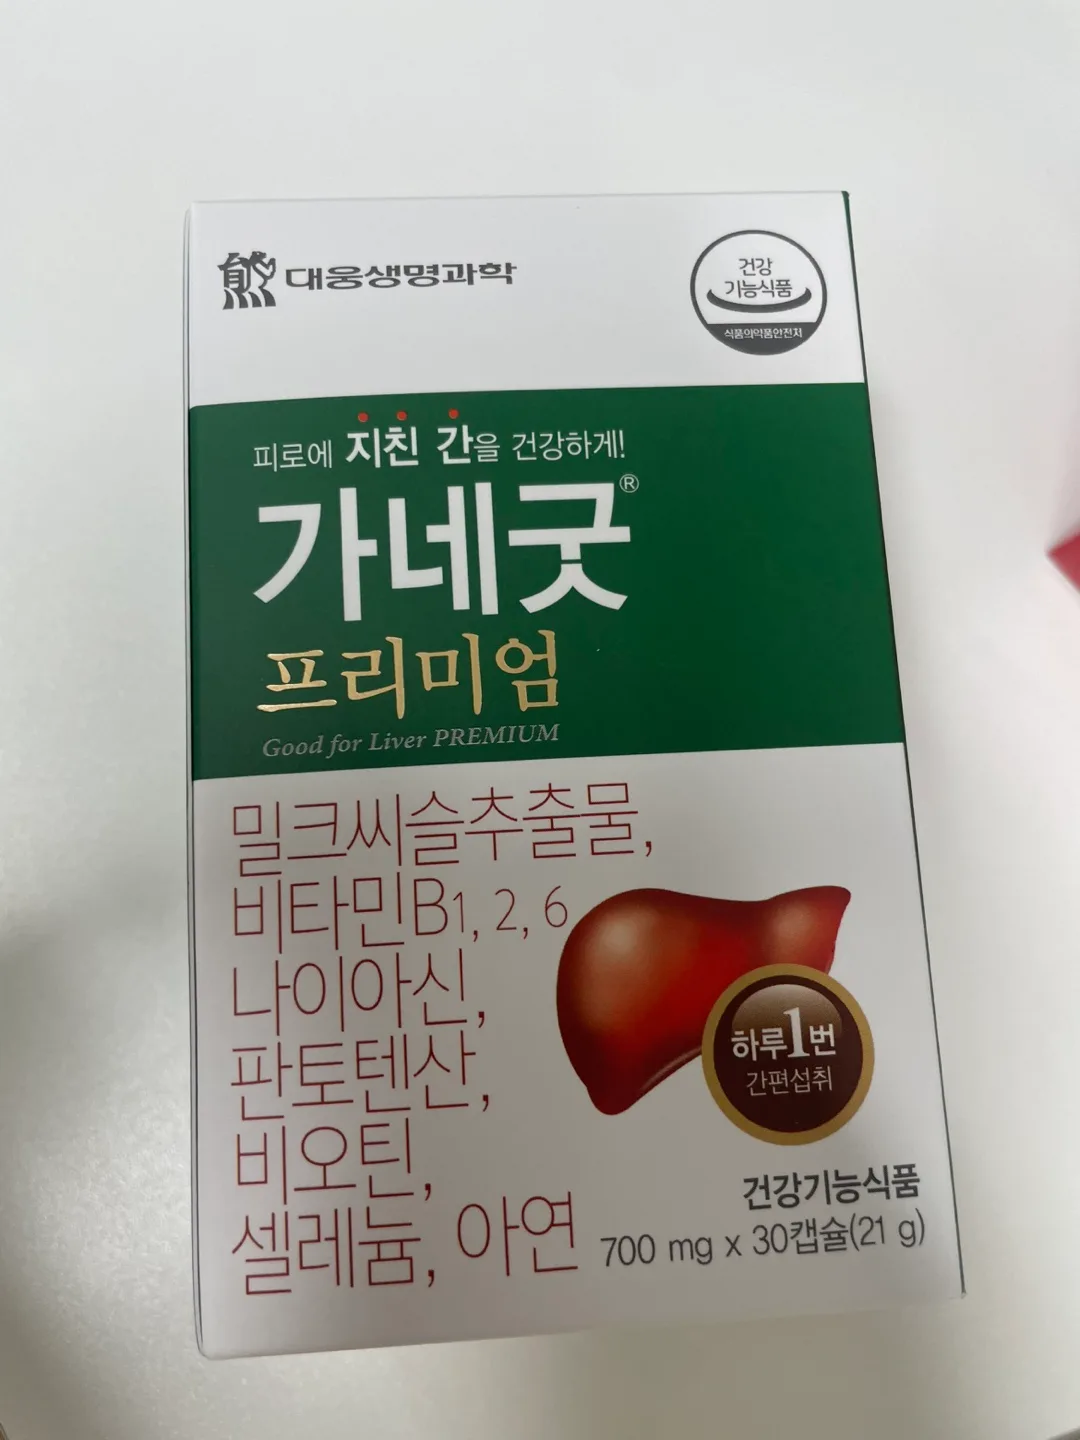 대웅생명과학
건강
기능식품
식품의약품안전처
피로에 지친 간을 건강하게!
가네굿®
프리미엄
Good for Liver PREMIUM
밀크씨슬추출물,
비타민B1, 2, 6
나이아신,
판토텐산,
비오틴,
셀레늄, 아연
하루1번
간편섭취
건강기능식품
700 mg x 30캡슐(21 g)